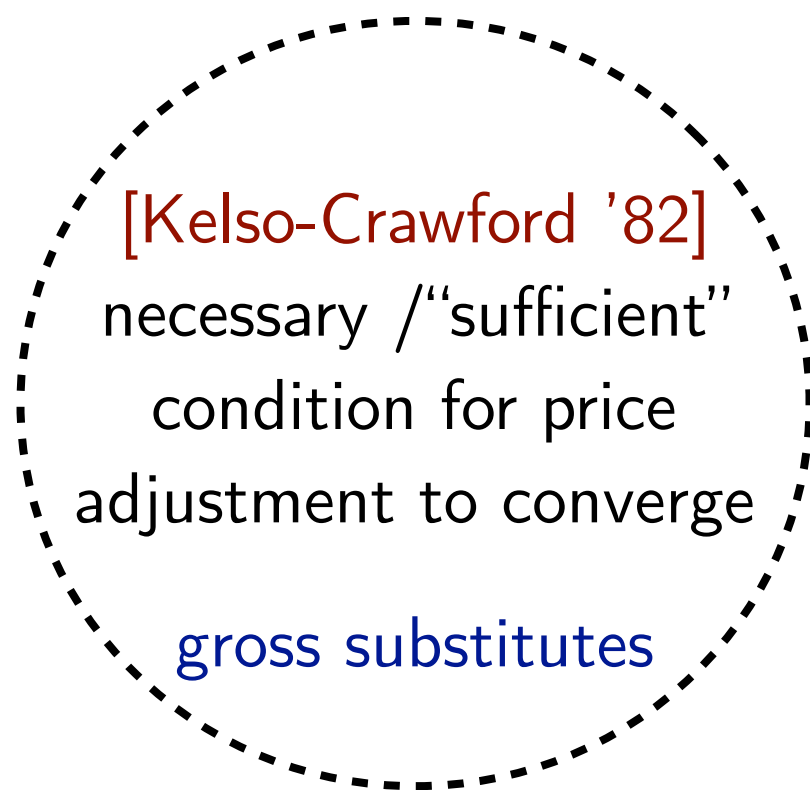 [Kelso-Crawford ’82]
necessary /“sufficient”
condition for price
adjustment to converge
gross substitutes